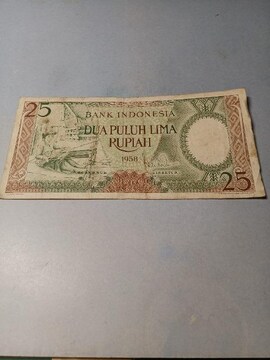 25
BANK INDONESIA
DUA PULUH LIMA
RUPIAH
1958
25